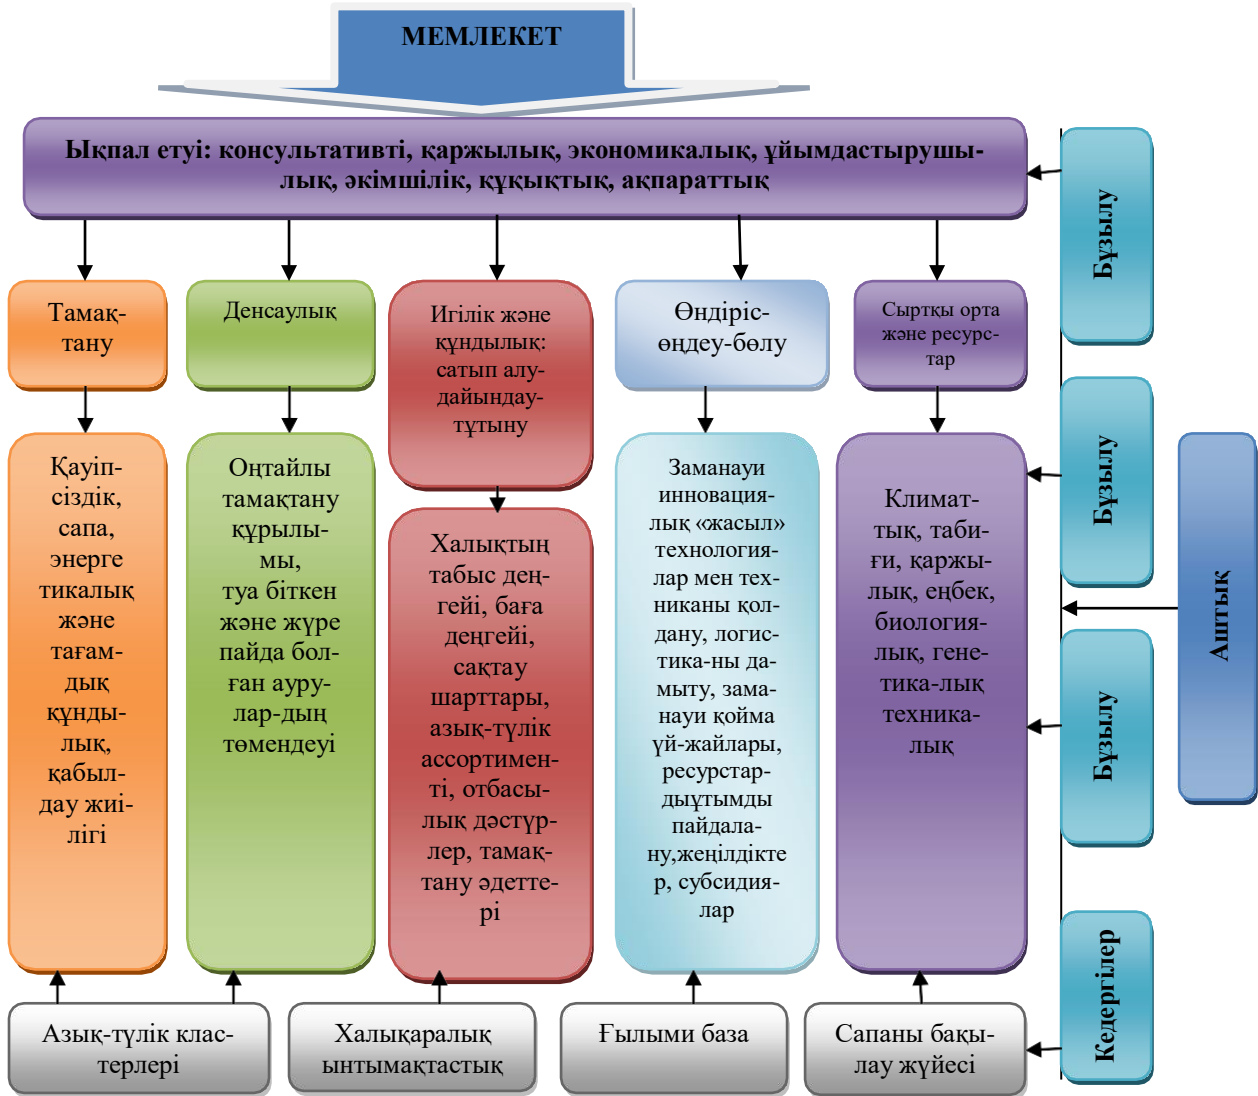 МЕМЛЕКЕТ
Ықпал етуі: консультативті, қаржылық, экономикалық, ұйымдастырушы-
лық, әкімшілік, құқықтық, ақпараттық
Тамақ-
тану
Денсаулық
Игілік және
құндылық:
сатып алу-
дайындау-
тұтыну
Өндіріс-
өңдеу-бөлу
Сыртқы орта
және ресурс-
тар
Қауіп-
сіздік,
сапа,
энерге
тикалық
және
тағам-
дық
құнды-
лық,
қабыл-
дау жиі-
лігі
Оңтайлы
тамақтану
құрылы-
мы,
туа біткен
және жүре
пайда бол-
ған ауру-
лар-дың
төмендеуі
Халықтың
табыс дең-
гейі, баға
деңгейі,
сақтау
шарттары,
азық-түлік
ассортимен-
ті, отбасы-
лық дәстүр-
лер, тамақ-
тану әдетте-
рі
Заманауи
инновация-
лық «жасыл»
технология-
лар мен тех-
никаны қол-
дану, логис-
тика-ны да-
мыту, зама-
науи қойма
үй-жайлары,
ресурстар-
дыұтымды
пайдала-
ну,жеңілдікте
р, субсидия-
лар
Климат-
тық, таби-
ғи, қаржы-
лық, еңбек,
биология-
лық, гене-
тика-лық
техника-
лық
Бұзылу
Бұзылу
Бұзылу
Кедергілер
Аштық
Азық-түлік клас-
терлері
Халықаралық
ынтымақтастық
Ғылыми база
Сапаны бақы-
лау жүйесі